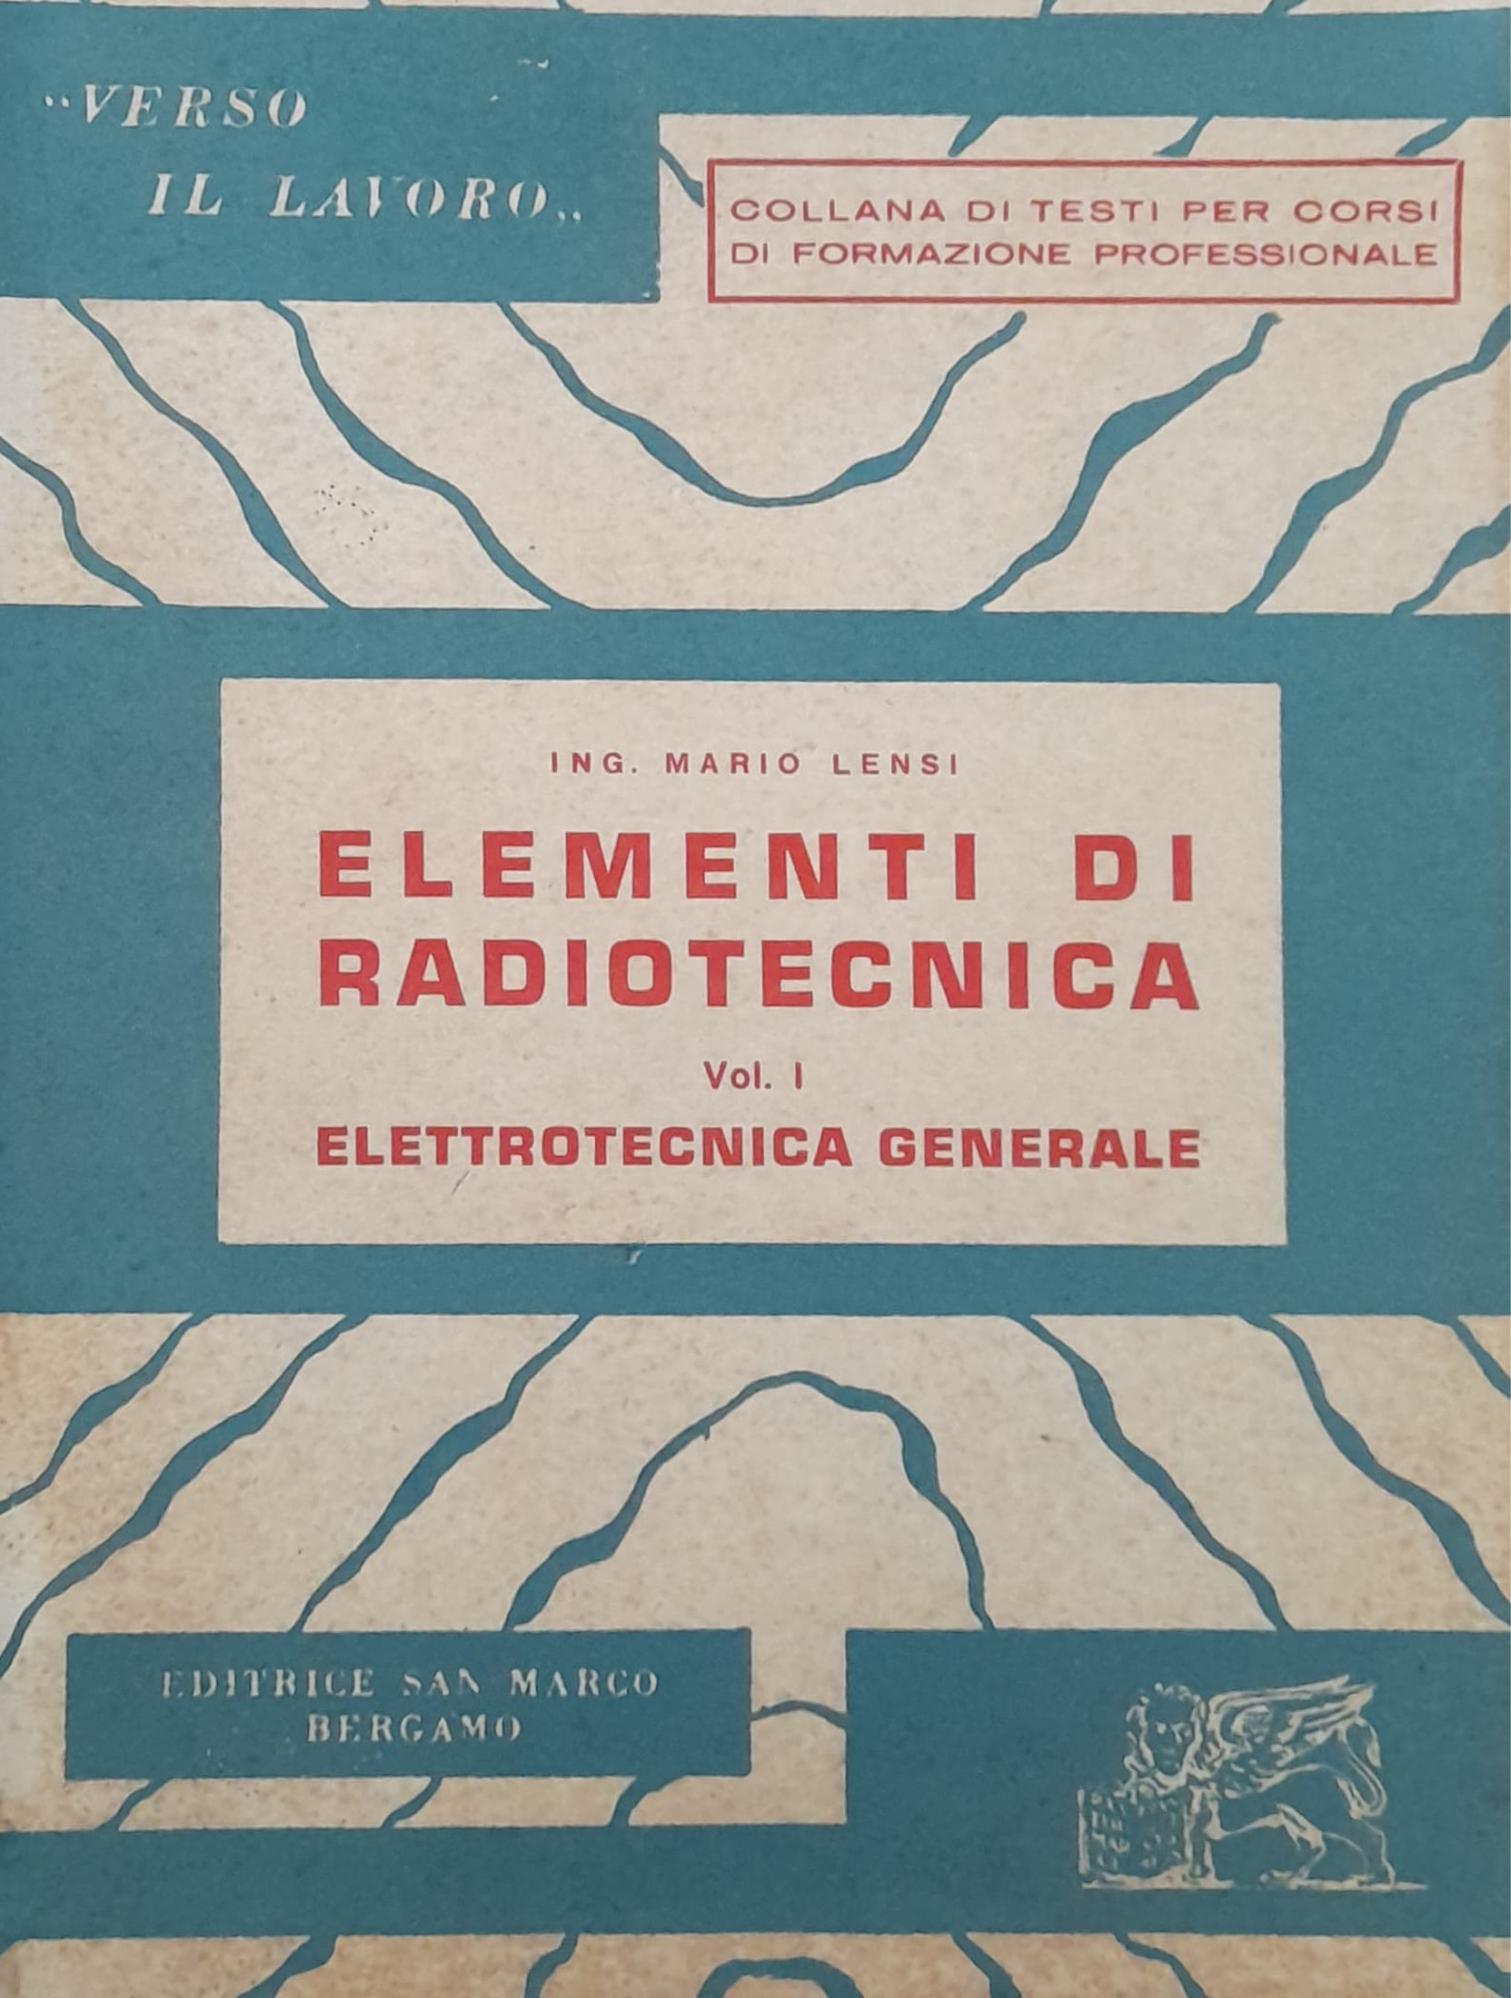 “VERSO
IL LAVORO„
COLLANA DI TESTI PER CORSI
DI FORMAZIONE PROFESSIONALE
ING. MARIO LENSI
ELEMENTI DI
RADIOTECNICA
Vol. I
ELETTROTECNICA GENERALE
EDITRICE SAN MARCO
BERGAMO